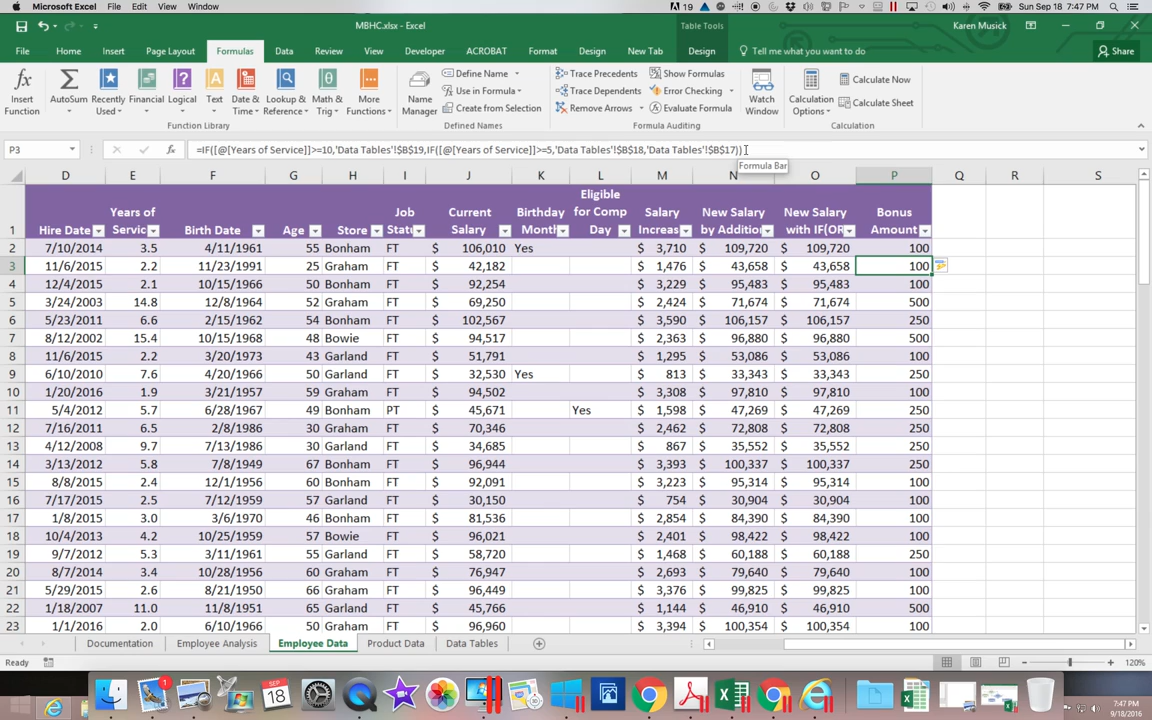 Microsoft Excel File Edit View Window 19 Sun Sep 18 7:47 PM
MBHC.xlsx - Excel Table Tools Karen Musick
File Home Insert Page Layout Formulas Data Review View Developer ACROBAT Format Design New Tab Design Tell me what you want to do Share
Insert Function AutoSum Recently Used Financial Logical Text Date & Time Lookup & Reference Math & Trig More Functions Name Manager Define Name Use in Formula Create from Selection Trace Precedents Trace Dependents Remove Arrows Show Formulas Error Checking Evaluate Formula Watch Window Calculation Options Calculate Now Calculate Sheet
Function Library Defined Names Formula Auditing Calculation
P3 fx =IF([@[Years of Service]]>=10,'Data Tables'!$B$19,IF([@[Years of Service]]>=5,'Data Tables'!$B$18,'Data Tables'!$B$17))
Formula Bar
D E F G H I J K L M N O P Q R S
1 Hire Date Years of Servic Birth Date Age Store Job Statu Current Salary Birthday Month Eligible for Comp Day Salary Increas New Salary by Addition New Salary with IF(OR Bonus Amount
2 7/10/2014 3.5 4/11/1961 55 Bonham FT $ 106,010 Yes $ 3,710 $ 109,720 $ 109,720 100
3 11/6/2015 2.2 11/23/1991 25 Graham FT $ 42,182 $ 1,476 $ 43,658 $ 43,658 100
4 12/4/2015 2.1 10/15/1966 50 Bonham FT $ 92,254 $ 3,229 $ 95,483 $ 95,483 100
5 3/24/2003 14.8 12/8/1964 52 Graham FT $ 69,250 $ 2,424 $ 71,674 $ 71,674 500
6 5/23/2011 6.6 2/15/1962 54 Bonham FT $ 102,567 $ 3,590 $ 106,157 $ 106,157 250
7 8/12/2002 15.4 10/15/1968 48 Bowie FT $ 94,517 $ 2,363 $ 96,880 $ 96,880 500
8 11/6/2015 2.2 3/20/1973 43 Garland FT $ 51,791 $ 1,295 $ 53,086 $ 53,086 100
9 6/10/2010 7.6 4/20/1966 50 Garland FT $ 32,530 Yes $ 813 $ 33,343 $ 33,343 250
10 1/20/2016 1.9 3/21/1957 59 Graham FT $ 94,502 $ 3,308 $ 97,810 $ 97,810 100
11 5/4/2012 5.7 6/28/1967 49 Bonham PT $ 45,671 Yes $ 1,598 $ 47,269 $ 47,269 250
12 7/16/2011 6.5 2/8/1986 30 Graham FT $ 70,346 $ 2,462 $ 72,808 $ 72,808 250
13 4/12/2008 9.7 7/13/1986 30 Garland FT $ 34,685 $ 867 $ 35,552 $ 35,552 250
14 3/13/2012 5.8 7/8/1949 67 Bonham FT $ 96,944 $ 3,393 $ 100,337 $ 100,337 250
15 8/8/2015 2.4 12/1/1956 60 Bonham FT $ 92,091 $ 3,223 $ 95,314 $ 95,314 100
16 7/17/2015 2.5 7/12/1959 57 Garland FT $ 30,150 $ 754 $ 30,904 $ 30,904 100
17 1/8/2015 3.0 3/6/1970 46 Bonham FT $ 81,536 $ 2,854 $ 84,390 $ 84,390 100
18 10/4/2013 4.2 10/25/1959 57 Bowie FT $ 96,021 $ 2,401 $ 98,422 $ 98,422 100
19 9/7/2012 5.3 3/11/1961 55 Garland FT $ 58,720 $ 1,468 $ 60,188 $ 60,188 250
20 8/7/2014 3.4 10/28/1956 60 Graham FT $ 76,947 $ 2,693 $ 79,640 $ 79,640 100
21 5/29/2015 2.6 8/21/1950 66 Graham FT $ 96,449 $ 3,376 $ 99,825 $ 99,825 100
22 1/18/2007 11.0 11/8/1951 65 Garland FT $ 45,766 $ 1,144 $ 46,910 $ 46,910 500
23 1/1/2016 2.0 6/10/1966 50 Graham FT $ 96,960 $ 3,394 $ 100,354 $ 100,354 100
Documentation Employee Analysis Employee Data Product Data Data Tables
Ready 120%
SEP 18
7:47 PM
9/18/2016